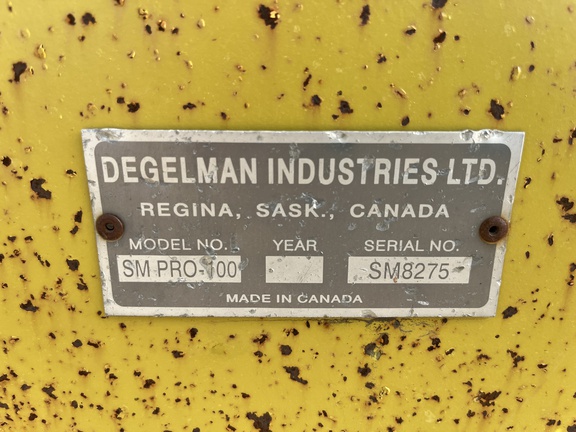 DEGELMAN INDUSTRIES LTD.
REGINA, SASK., CANADA
MODEL NO. YEAR SERIAL NO.
SM PRO-100 SM8275
MADE IN CANADA